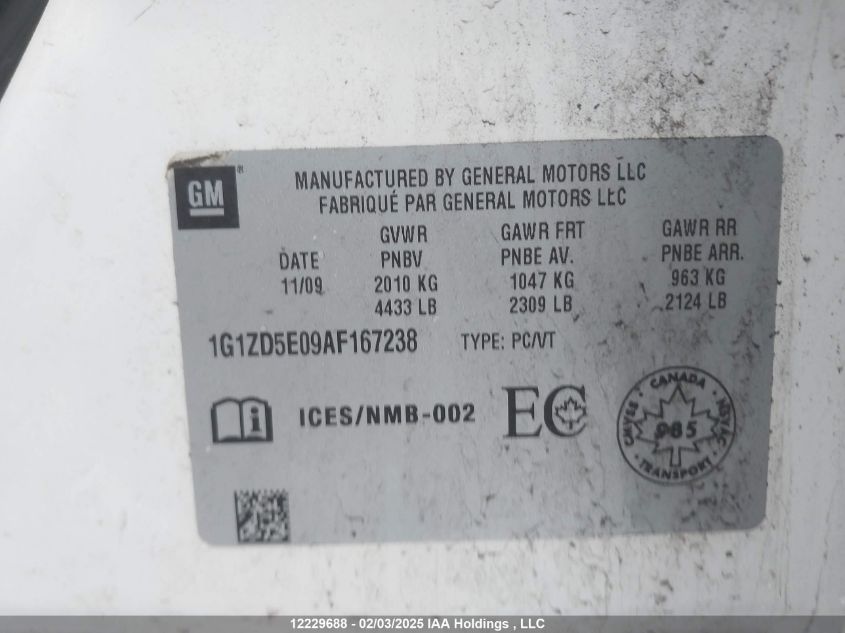 GM
MANUFACTURED BY GENERAL MOTORS LLC
FABRIQUÉ PAR GENERAL MOTORS LLC
DATE
11/09
GVWR
PNBV
2010 KG
4433 LB
GAWR FRT
PNBE AV.
1047 KG
2309 LB
GAWR RR
PNBE ARR.
963 KG
2124 LB
1G1ZD5E09AF167238 TYPE: PC/VT
i ICES/NMB-002 EC
CANADA
CMVSS 985 NSVAC
TRANSPORT
12229688 - 02/03/2025 IAA Holdings , LLC